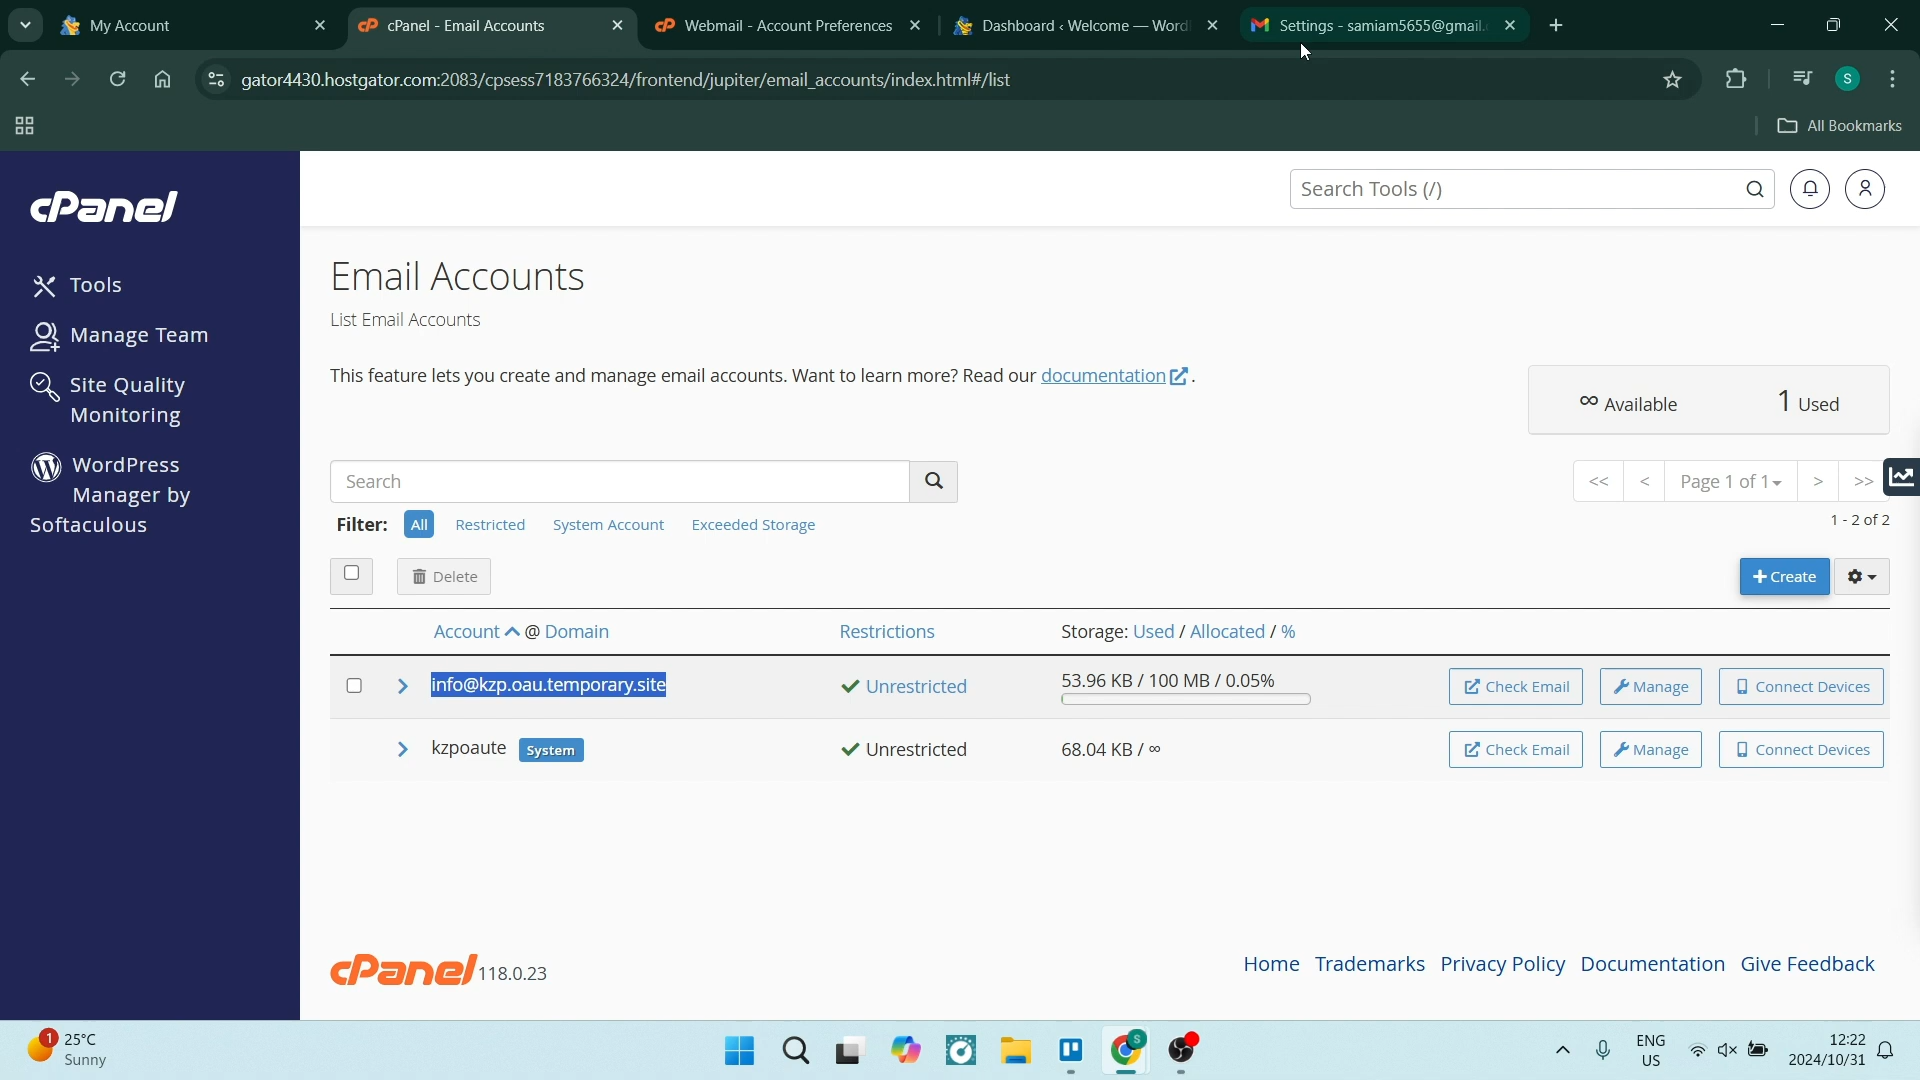 My Account
cPanel - Email Accounts
Webmail - Account Preferences
Dashboard ‹ Welcome — Word
Settings - samiam5655@gmail.
gator4430.hostgator.com:2083/cpsess7183766324/frontend/jupiter/email_accounts/index.html#/list
S
All Bookmarks
cPanel
Search Tools (/)
Tools
Manage Team
Site Quality
Monitoring
WordPress
Manager by
Softaculous
Email Accounts
List Email Accounts
This feature lets you create and manage email accounts. Want to learn more? Read our documentation.
∞ Available 1 Used
Search
<< < Page 1 of 1 > >>
Filter: All Restricted System Account Exceeded Storage
1 - 2 of 2
Delete
+ Create
Account @ Domain Restrictions Storage: Used / Allocated / %
info@kzp.oau.temporary.site Unrestricted 53.96 KB / 100 MB / 0.05% Check Email Manage Connect Devices
kzpoaute System Unrestricted 68.04 KB / ∞ Check Email Manage Connect Devices
cPanel 118.0.23
Home Trademarks Privacy Policy Documentation Give Feedback
1
25°C
Sunny
S
ENG
US
12:22
2024/10/31